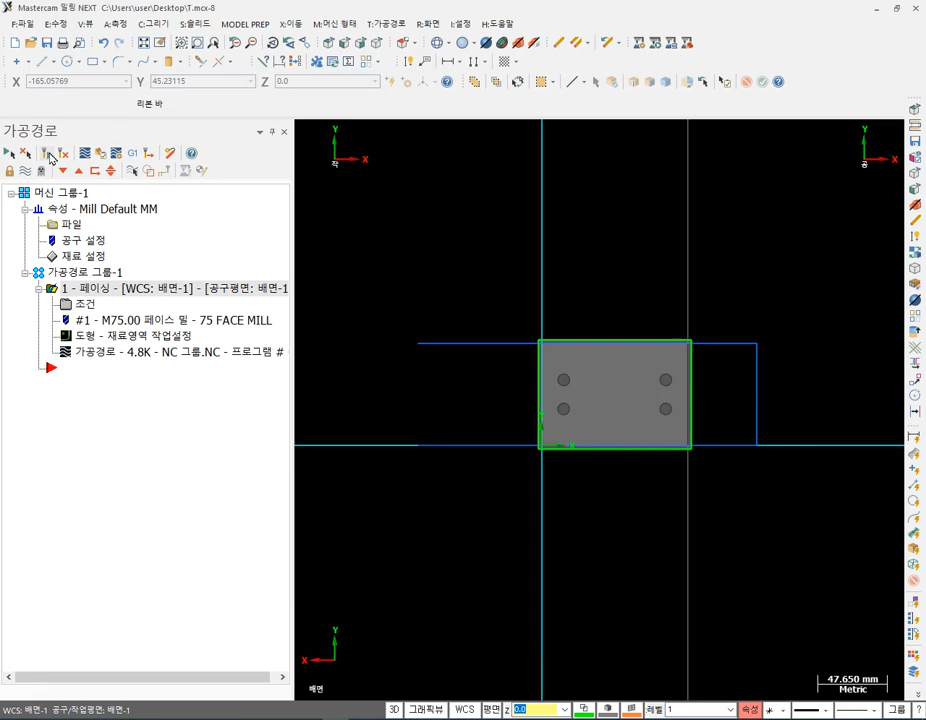 Mastercam 밀링 NEXT  C:\Users\user\Desktop\T.mcx-8
F:파일 E:수정 V:뷰 A:측정 C:그리기 S:솔리드 MODEL PREP X:이동 M:머신 형태 T:가공경로 R:화면 I:설정 H:도움말
X -165.05769 Y 45.23115 Z 0.0
리본 바
가공경로
G1
머신 그룹-1
속성 - Mill Default MM
파일
공구 설정
재료 설정
가공경로 그룹-1
1 - 페이싱 - [WCS: 배면-1] - [공구평면: 배면-1
조건
#1 - M75.00 페이스 밀 - 75 FACE MILL
도형 - 재료영역 작업설정
가공경로 - 4.8K - NC 그룹.NC - 프로그램 #
Y
X
Y
X
Y
X
X
배면
47.650 mm
Metric
WCS: 배면-1 공구/작업평면: 배면-1
3D 그래픽뷰 WCS 평면 Z 0.0 레벨 1 속성 그룹 ?